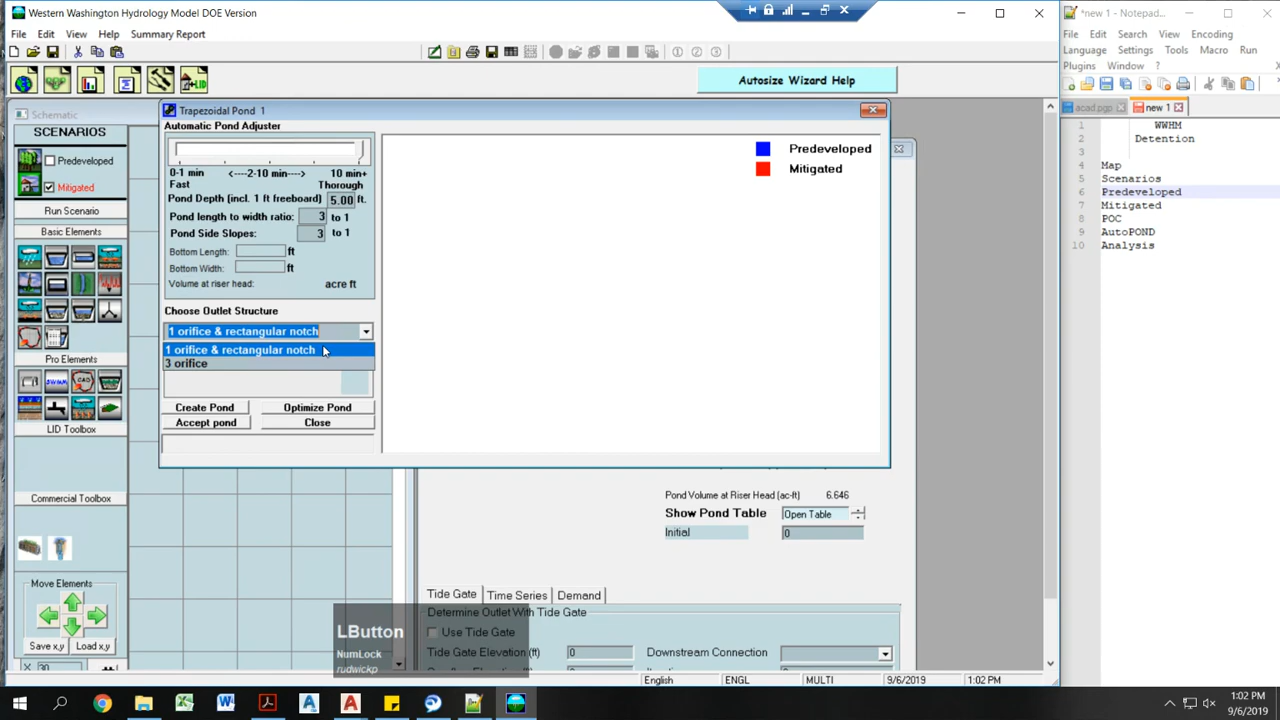 Western Washington Hydrology Model DOE Version
File Edit View Help Summary Report
Autosize Wizard Help
Schematic
SCENARIOS
Predeveloped
Mitigated
Run Scenario
Basic Elements
Pro Elements
LID Toolbox
Commercial Toolbox
Move Elements
Save x,y Load x,y
X 30
Trapezoidal Pond 1
Automatic Pond Adjuster
0-1 min <---2-10 min---> 10 min+
Fast Thorough
Pond Depth (incl. 1 ft freeboard) 5.00 ft.
Pond length to width ratio: 3 to 1
Pond Side Slopes: 3 to 1
Bottom Length: ft
Bottom Width: ft
Volume at riser head: acre ft
Choose Outlet Structure
1 orifice & rectangular notch
1 orifice & rectangular notch
3 orifice
Create Pond Optimize Pond
Accept pond Close
Predeveloped
Mitigated
Pond Volume at Riser Head (ac-ft) 6.646
Show Pond Table Open Table
Initial 0
Tide Gate Time Series Demand
Determine Outlet With Tide Gate
Use Tide Gate
Tide Gate Elevation (ft) 0 Downstream Connection
LButton
NumLock
rudwickp
English ENGL MULTI 9/6/2019 1:02 PM
*new 1 - Notepad...
File Edit Search View Encoding
Language Settings Tools Macro Run
Plugins Window ?
acad.pgp new 1
1 WWHM
2 Detention
3
4 Map
5 Scenarios
6 Predeveloped
7 Mitigated
8 POC
9 AutoPOND
10 Analysis
1:02 PM
9/6/2019